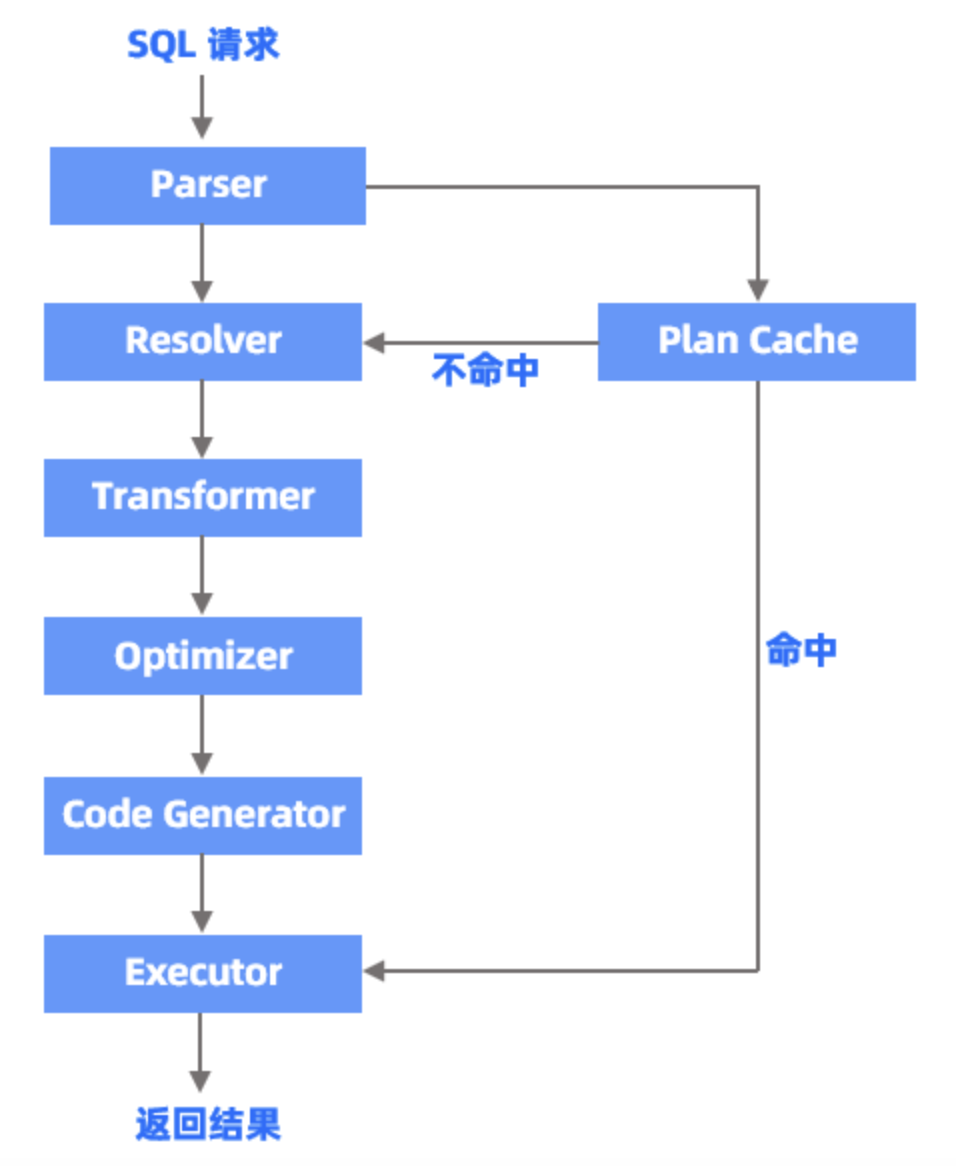 SQL 请求
Parser
Resolver
Plan Cache
不命中
Transformer
Optimizer
命中
Code Generator
Executor
返回结果